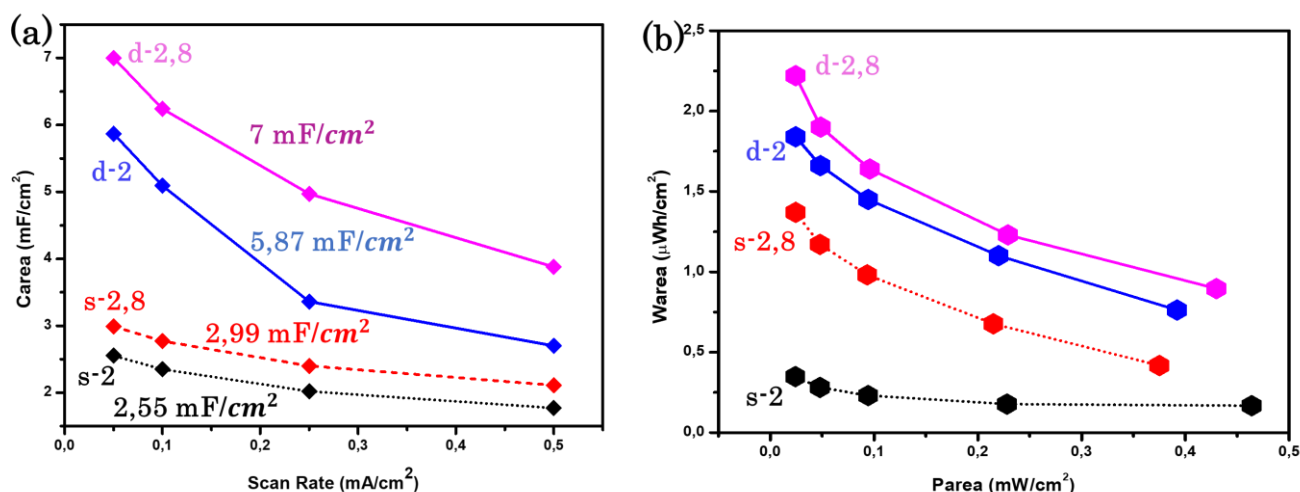 (a)
7
6
5
4
3
2
Carea (mF/cm²)
d-2,8
7 mF/cm²
d-2
5,87 mF/cm²
s-2,8
2,99 mF/cm²
s-2
2,55 mF/cm²
0,0 0,1 0,2 0,3 0,4 0,5
Scan Rate (mA/cm²)
(b)
2,5
2,0
1,5
1,0
0,5
0,0
Warea (μWh/cm²)
d-2,8
d-2
s-2,8
s-2
0,0 0,1 0,2 0,3 0,4 0,5
Parea (mW/cm²)